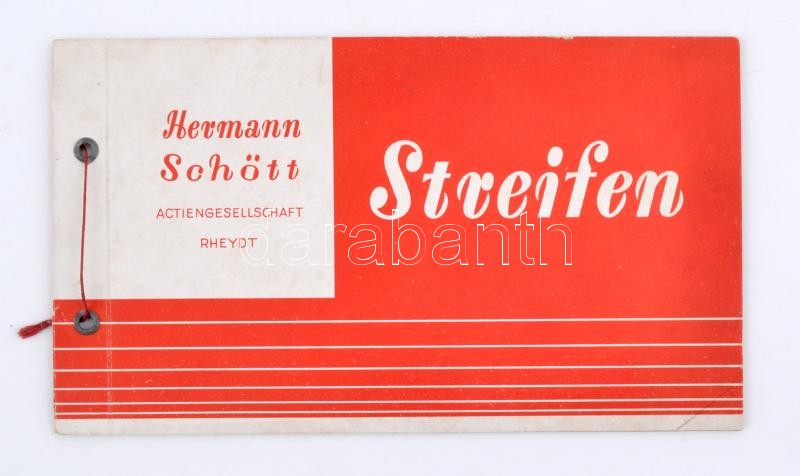 Hermann
Schött
ACTIENGESELLSCHAFT
RHEYDT
Streifen
darabanth